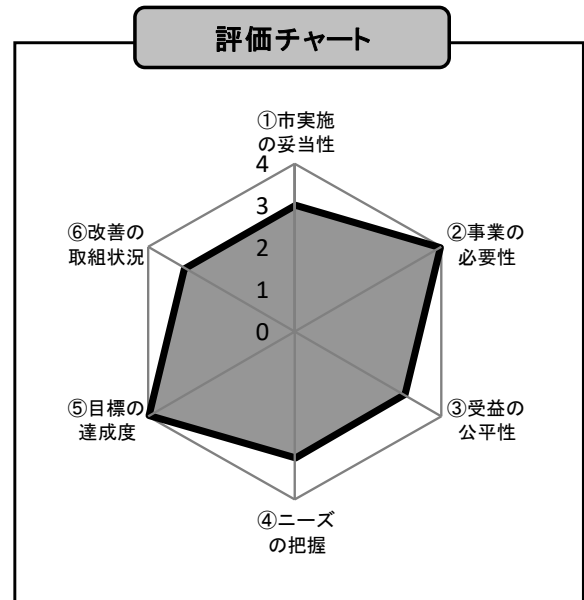 評価チャート
①市実施
の妥当性
4
3
2
1
0
②事業の
必要性
③受益の
公平性
④ニーズ
の把握
⑤目標の
達成度
⑥改善の
取組状況